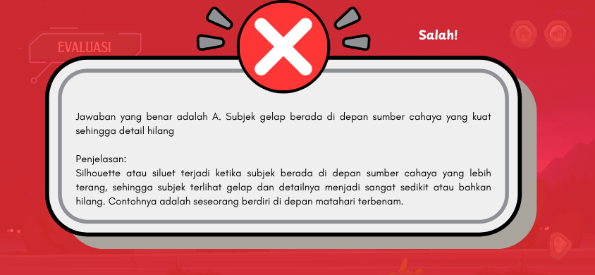 EVALUASI
Salah!
Jawaban yang benar adalah A. Subjek gelap berada di depan sumber cahaya yang kuat
sehingga detail hilang
Penjelasan:
Silhouette atau siluet terjadi ketika subjek berada di depan sumber cahaya yang lebih
terang, sehingga subjek terlihat gelap dan detailnya menjadi sangat sedikit atau bahkan
hilang. Contohnya adalah seseorang berdiri di depan matahari terbenam.